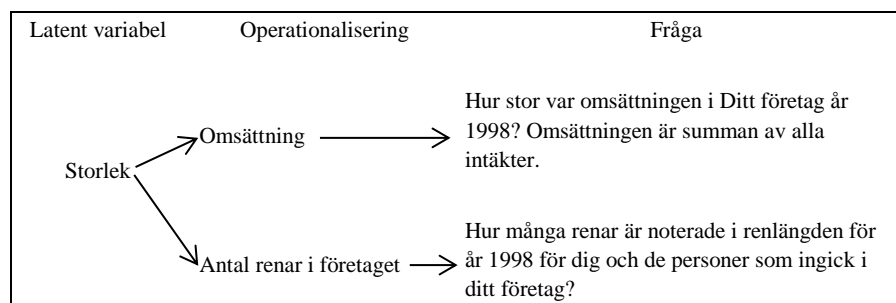 Latent variabel Operationalisering Fråga
Hur stor var omsättningen i Ditt företag år
1998? Omsättningen är summan av alla
intäkter.
Omsättning
Storlek
Hur många renar är noterade i renlängden för
år 1998 för dig och de personer som ingick i
ditt företag?
Antal renar i företaget